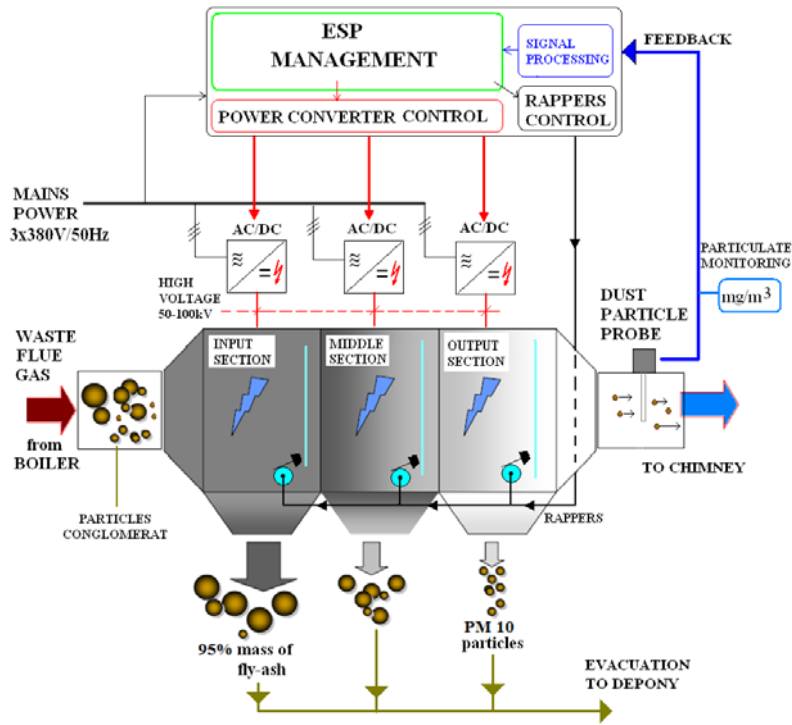 ESP
MANAGEMENT
SIGNAL
PROCESSING
FEEDBACK
POWER CONVERTER CONTROL
RAPPERS
CONTROL
MAINS
POWER
3x380V/50Hz
AC/DC
AC/DC
AC/DC
≈ =
≈ =
≈ =
HIGH
VOLTAGE
50-100kV
PARTICULATE
MONITORING
mg/m³
DUST
PARTICLE
PROBE
WASTE
FLUE
GAS
INPUT
SECTION
MIDDLE
SECTION
OUTPUT
SECTION
from
BOILER
TO CHIMNEY
PARTICLES
CONGLOMERAT
RAPPERS
95% mass of
fly-ash
PM 10
particles
EVACUATION
TO DEPONY